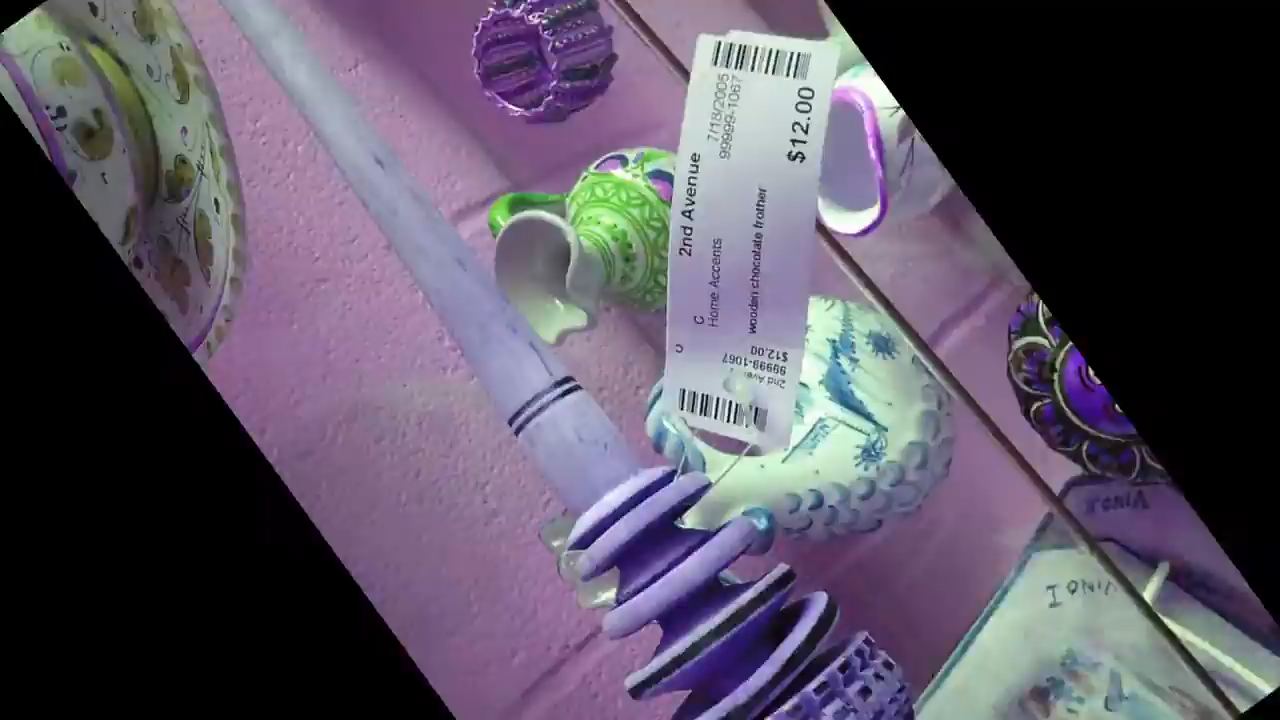 7/18/2005
99999-1067
$12.00
2nd Avenue
C
Home Accents
wooden chocolate frother
C
2nd Ave.
99999-1067
$12.00